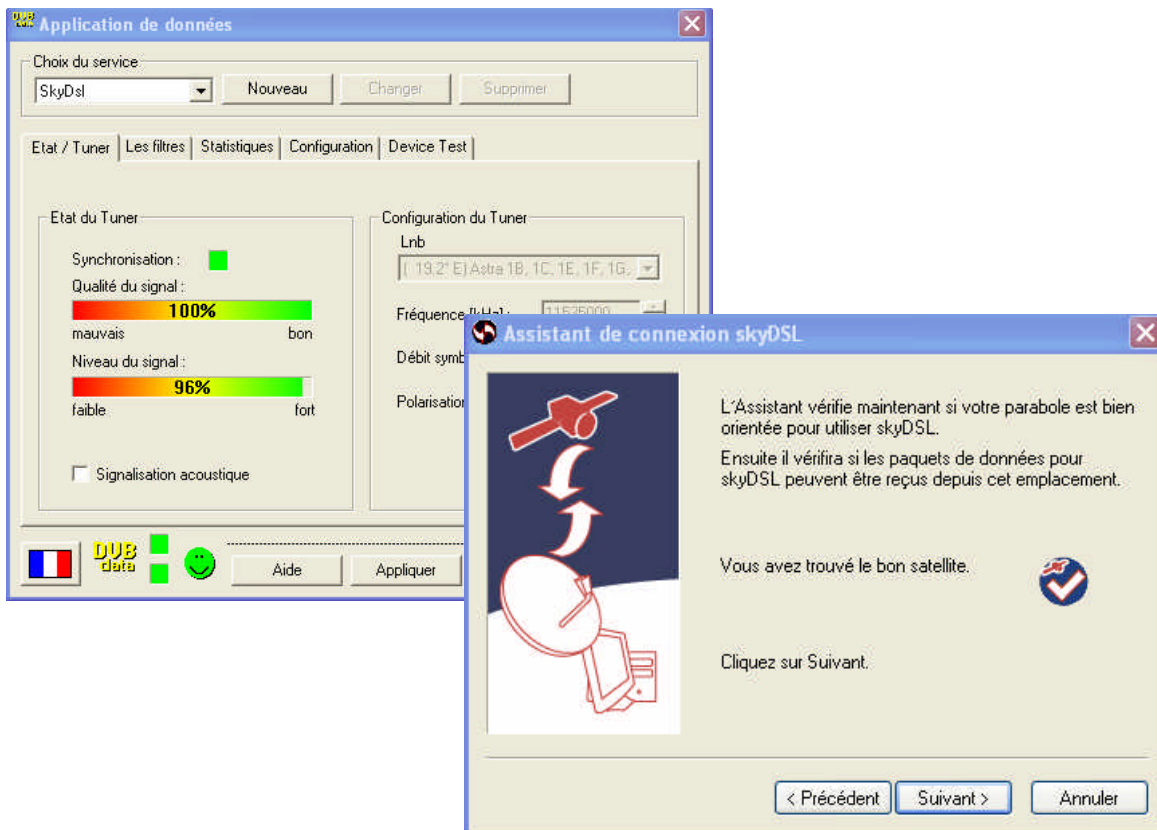 DVB data Application de données
Choix du service
SkyDsl Nouveau Changer Supprimer
Etat / Tuner Les filtres Statistiques Configuration Device Test
Etat du Tuner
Synchronisation :
Qualité du signal :
100%
mauvais bon
Niveau du signal :
96%
faible fort
Signalisation acoustique
Configuration du Tuner
Lnb
( 19.2° E) Astra 1B, 1C, 1E, 1F, 1G,
Fréquence [kHz] : 11535000
Débit symb
Polarisation
DVB
data
Aide Appliquer
Assistant de connexion skyDSL
L´Assistant vérifie maintenant si votre parabole est bien
orientée pour utiliser skyDSL.
Ensuite il vérifira si les paquets de données pour
skyDSL peuvent être reçus depuis cet emplacement.
Vous avez trouvé le bon satellite.
Cliquez sur Suivant.
< Précédent Suivant > Annuler